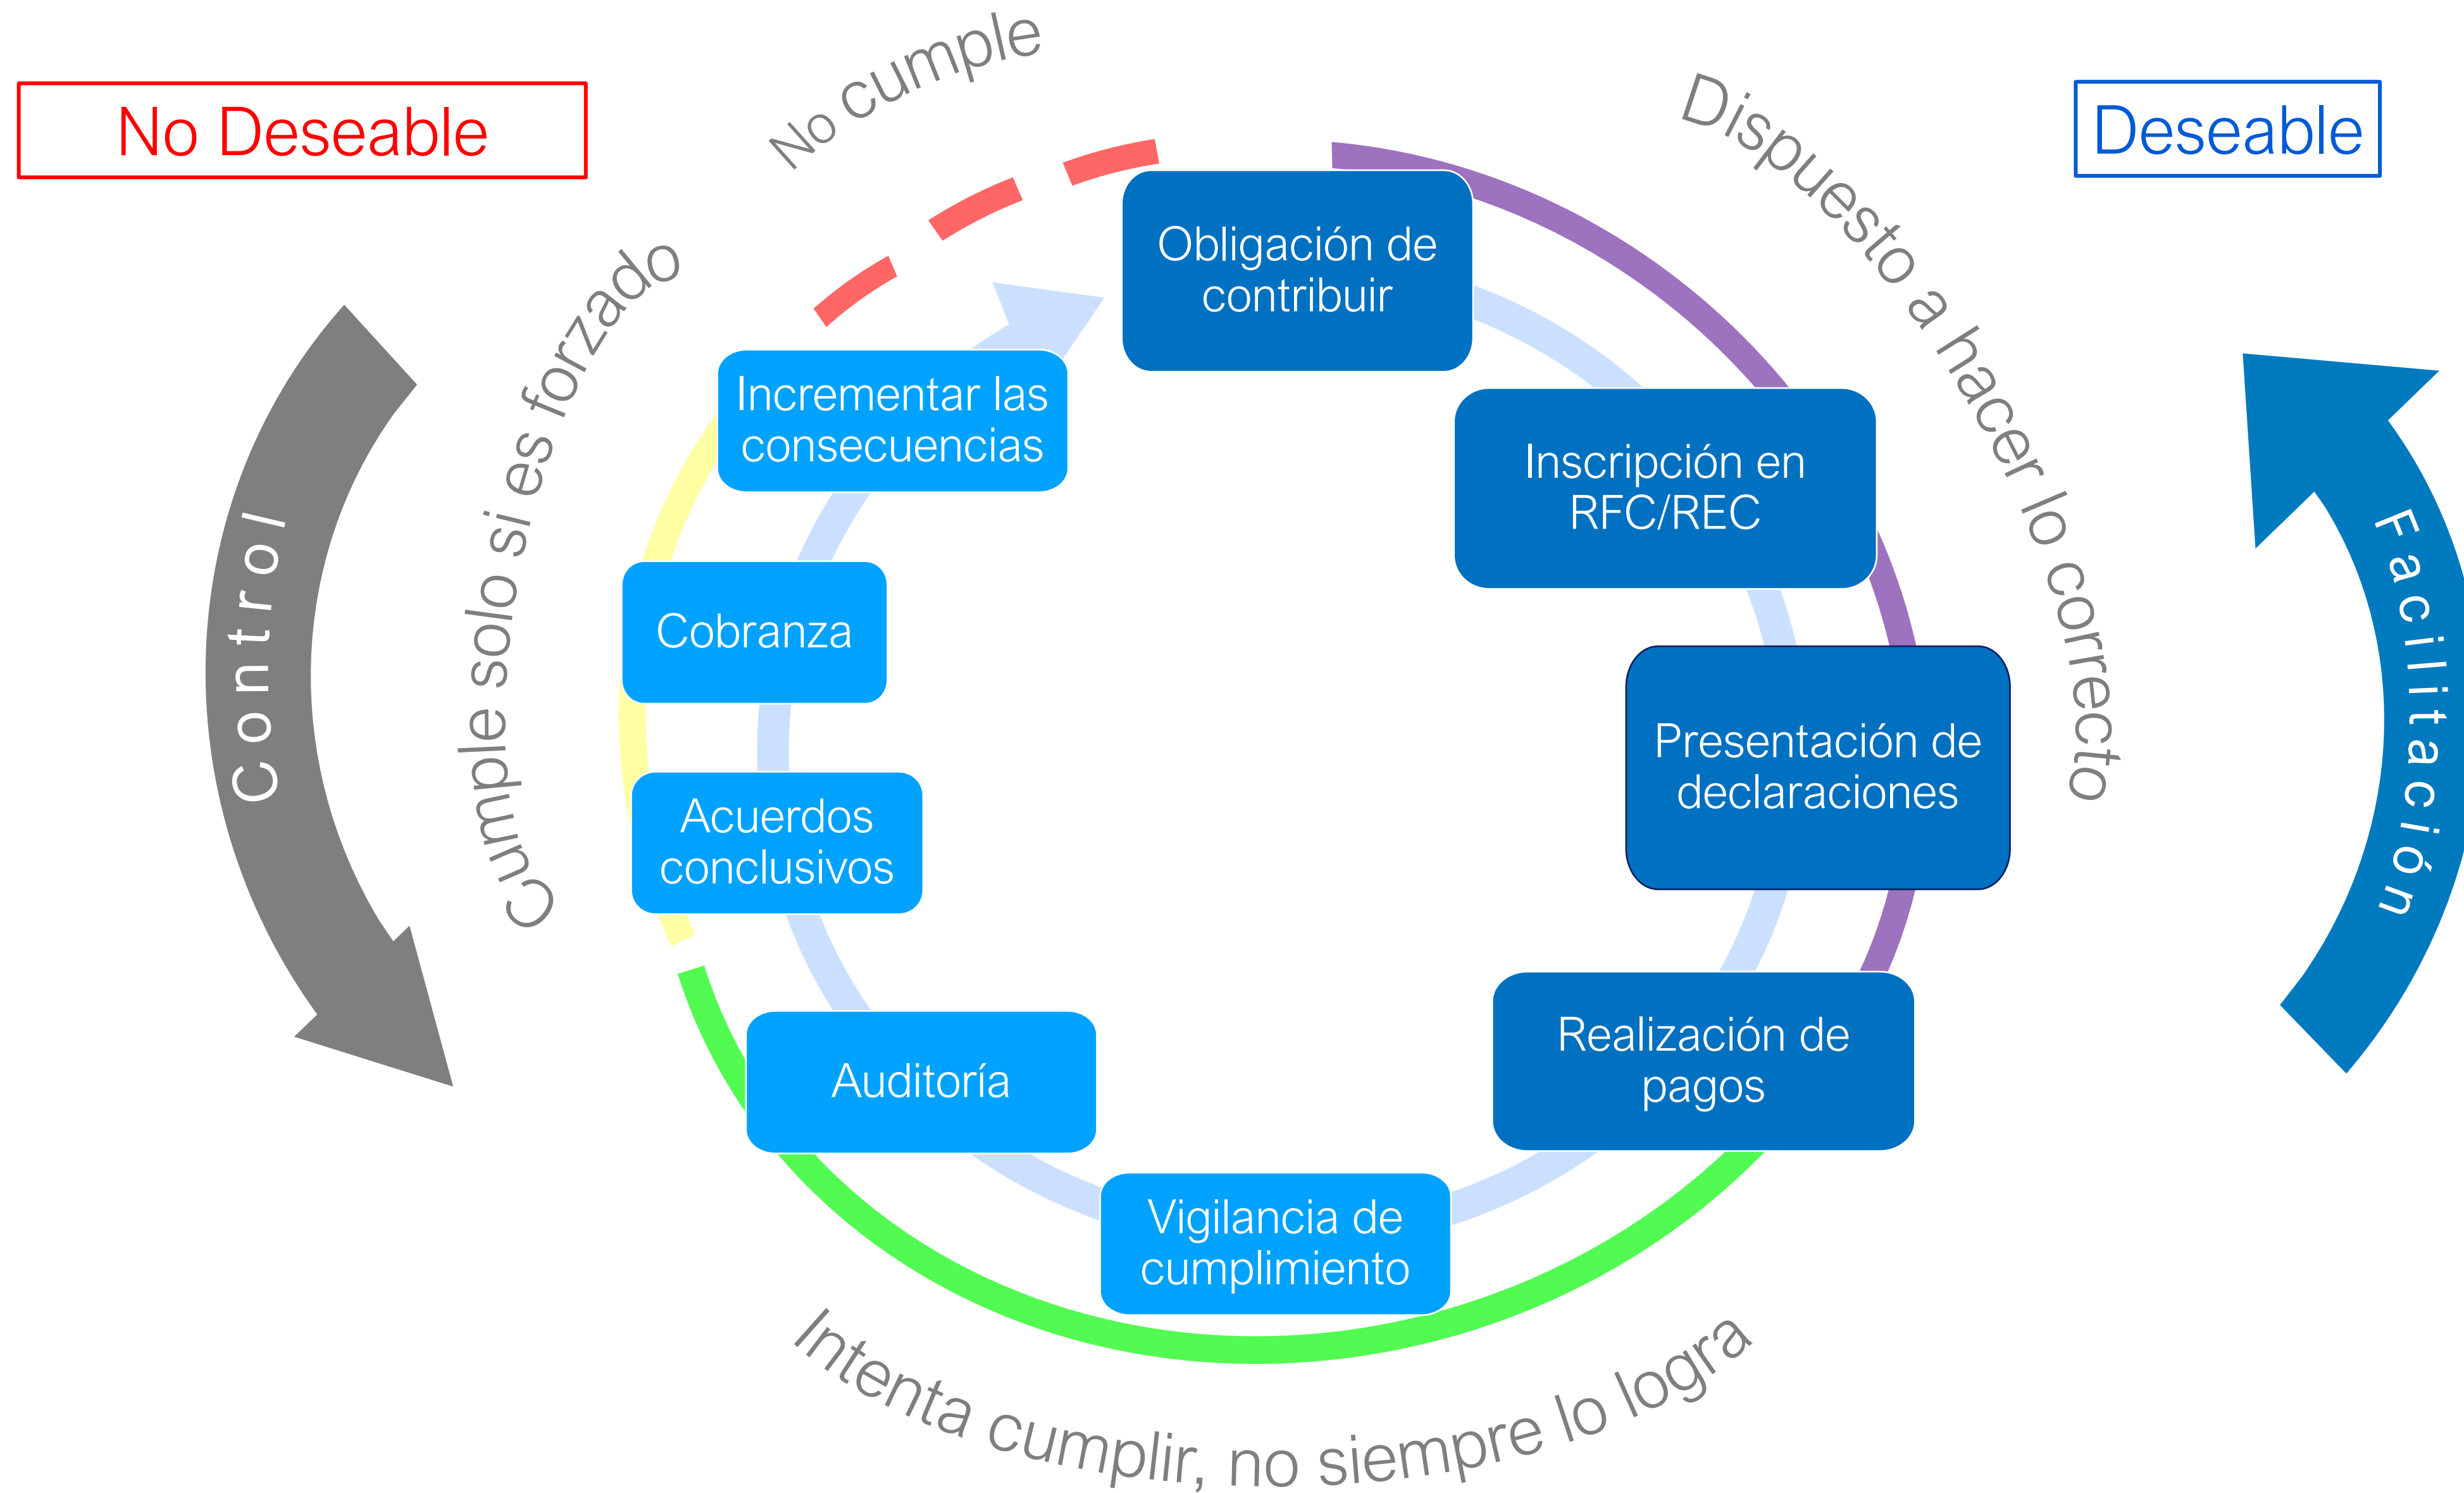 No Deseable
No cumple
Dispuesto a hacer lo correcto
Deseable
Obligación de
contribuir
Cumple solo si es forzado
Incrementar las
consecuencias
Inscripción en
RFC/REC
Control
Facilitación
Cobranza
Presentación de
declaraciones
Acuerdos
conclusivos
Realización de
pagos
Auditoría
Vigilancia de
cumplimiento
Intenta cumplir, no siempre lo logra